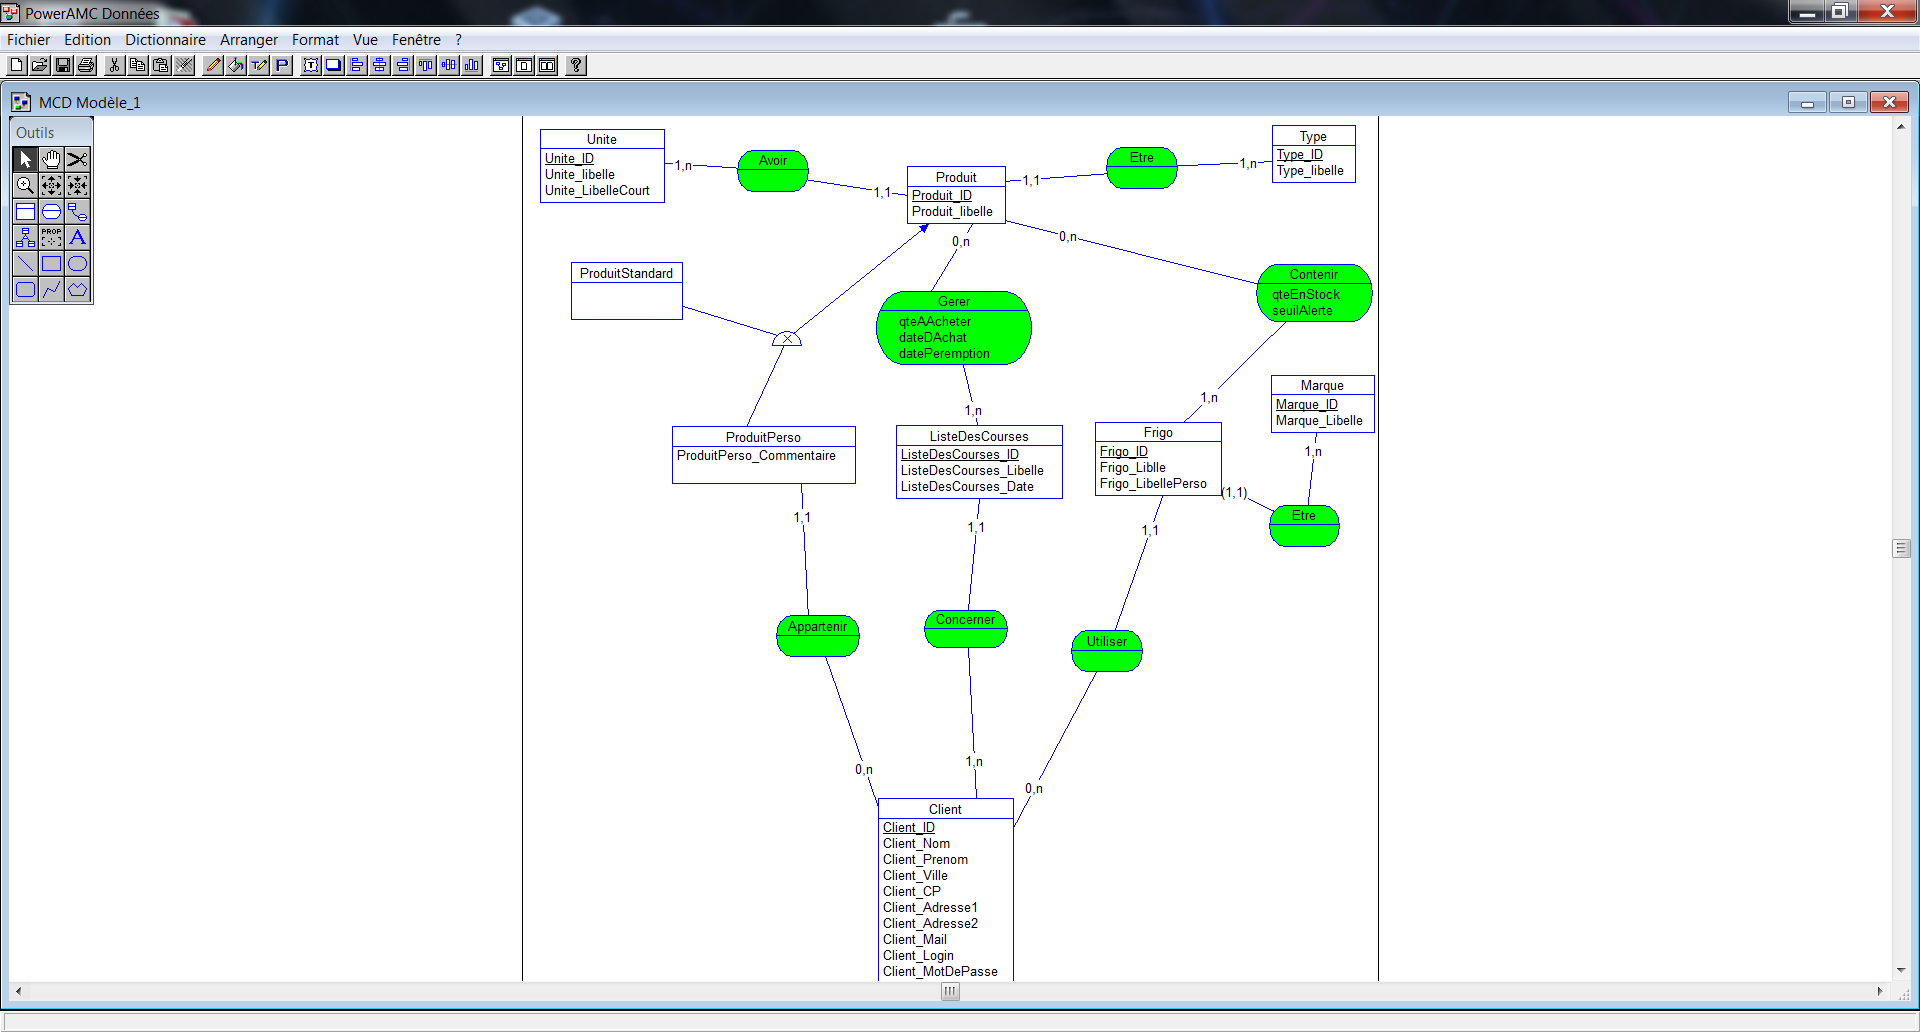 PowerAMC Données
Fichier Edition Dictionnaire Arranger Format Vue Fenêtre ?
MCD Modèle_1
Outils
PROP
A
Unite
Unite_ID
Unite_libelle
Unite_LibelleCourt
1,n
Avoir
1,1
Produit
Produit_ID
Produit_libelle
1,1
Etre
1,n
Type
Type_ID
Type_libelle
0,n
0,n
ProduitStandard
Gerer
qteAAcheter
dateDAchat
datePeremption
Contenir
qteEnStock
seuilAlerte
1,n
1,n
Marque
Marque_ID
Marque_Libelle
1,n
ProduitPerso
ProduitPerso_Commentaire
ListeDesCourses
ListeDesCourses_ID
ListeDesCourses_Libelle
ListeDesCourses_Date
Frigo
Frigo_ID
Frigo_Liblle
Frigo_LibellePerso
(1,1)
Etre
1,1
1,1
1,1
Appartenir
Concerner
Utiliser
0,n
1,n
0,n
Client
Client_ID
Client_Nom
Client_Prenom
Client_Ville
Client_CP
Client_Adresse1
Client_Adresse2
Client_Mail
Client_Login
Client_MotDePasse